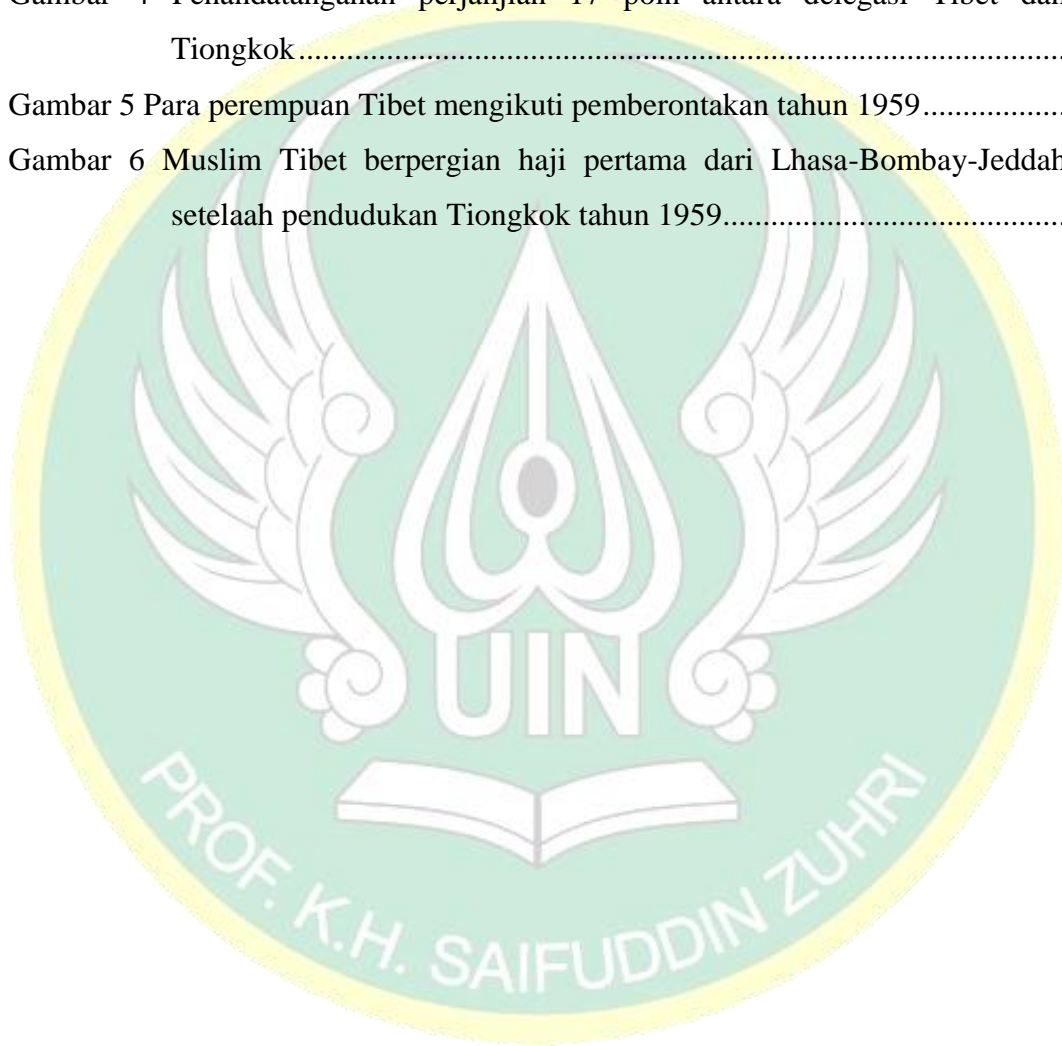 Gambar 4 Penandatanganan perjanjian 17 poin antara delegasi Tibet dan
Tiongkok....................................................................................................
Gambar 5 Para perempuan Tibet mengikuti pemberontakan tahun 1959..................
Gambar 6 Muslim Tibet berpergian haji pertama dari Lhasa-Bombay-Jeddah
setelaah pendudukan Tiongkok tahun 1959...........................................
UIN
PROF. K.H. SAIFUDDIN ZUHRI